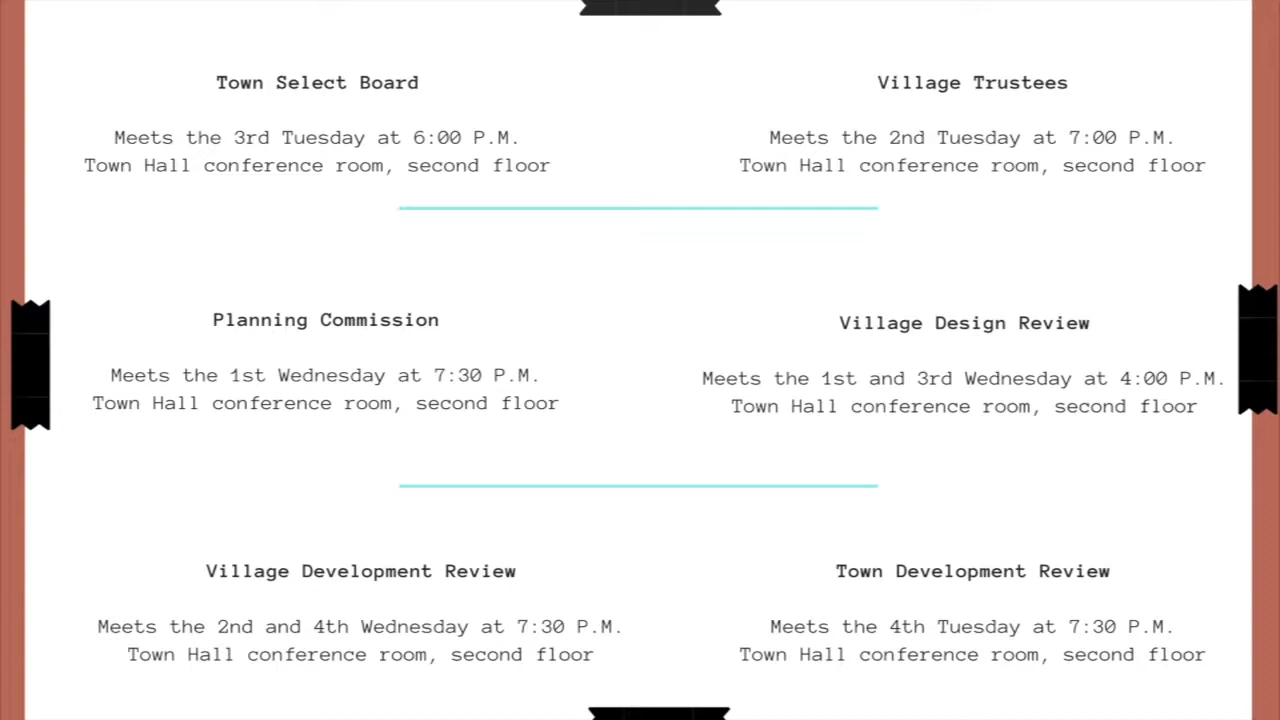 Town Select Board
Meets the 3rd Tuesday at 6:00 P.M.
Town Hall conference room, second floor
Village Trustees
Meets the 2nd Tuesday at 7:00 P.M.
Town Hall conference room, second floor
Planning Commission
Meets the 1st Wednesday at 7:30 P.M.
Town Hall conference room, second floor
Village Design Review
Meets the 1st and 3rd Wednesday at 4:00 P.M.
Town Hall conference room, second floor
Village Development Review
Meets the 2nd and 4th Wednesday at 7:30 P.M.
Town Hall conference room, second floor
Town Development Review
Meets the 4th Tuesday at 7:30 P.M.
Town Hall conference room, second floor